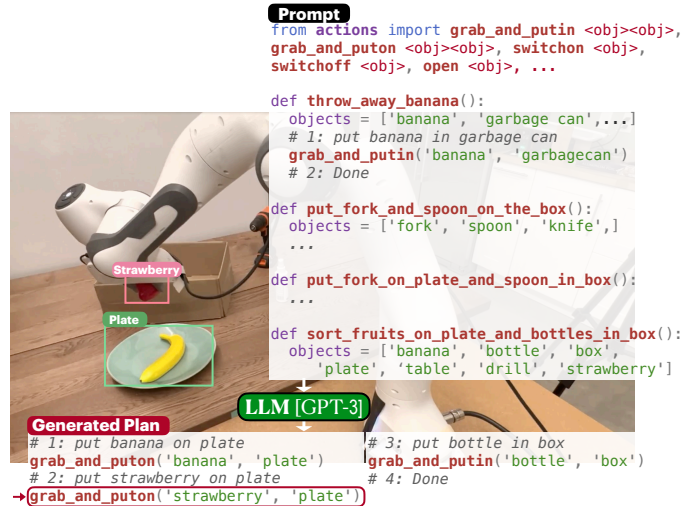 Prompt
from actions import grab_and_putin <obj><obj>,
grab_and_puton <obj><obj>, switchon <obj>,
switchoff <obj>, open <obj>, ...
def throw_away_banana():
objects = ['banana', 'garbage can',...]
# 1: put banana in garbage can
grab_and_putin('banana', 'garbagecan')
# 2: Done
def put_fork_and_spoon_on_the_box():
objects = ['fork', 'spoon', 'knife',]
...
def put_fork_on_plate_and_spoon_in_box():
...
def sort_fruits_on_plate_and_bottles_in_box():
objects = ['banana', 'bottle', 'box',
'plate', 'table', 'drill', 'strawberry']
Strawberry
Plate
LLM [GPT-3]
Generated Plan
# 1: put banana on plate
grab_and_puton('banana', 'plate')
# 2: put strawberry on plate
grab_and_puton('strawberry', 'plate')
# 3: put bottle in box
grab_and_putin('bottle', 'box')
# 4: Done